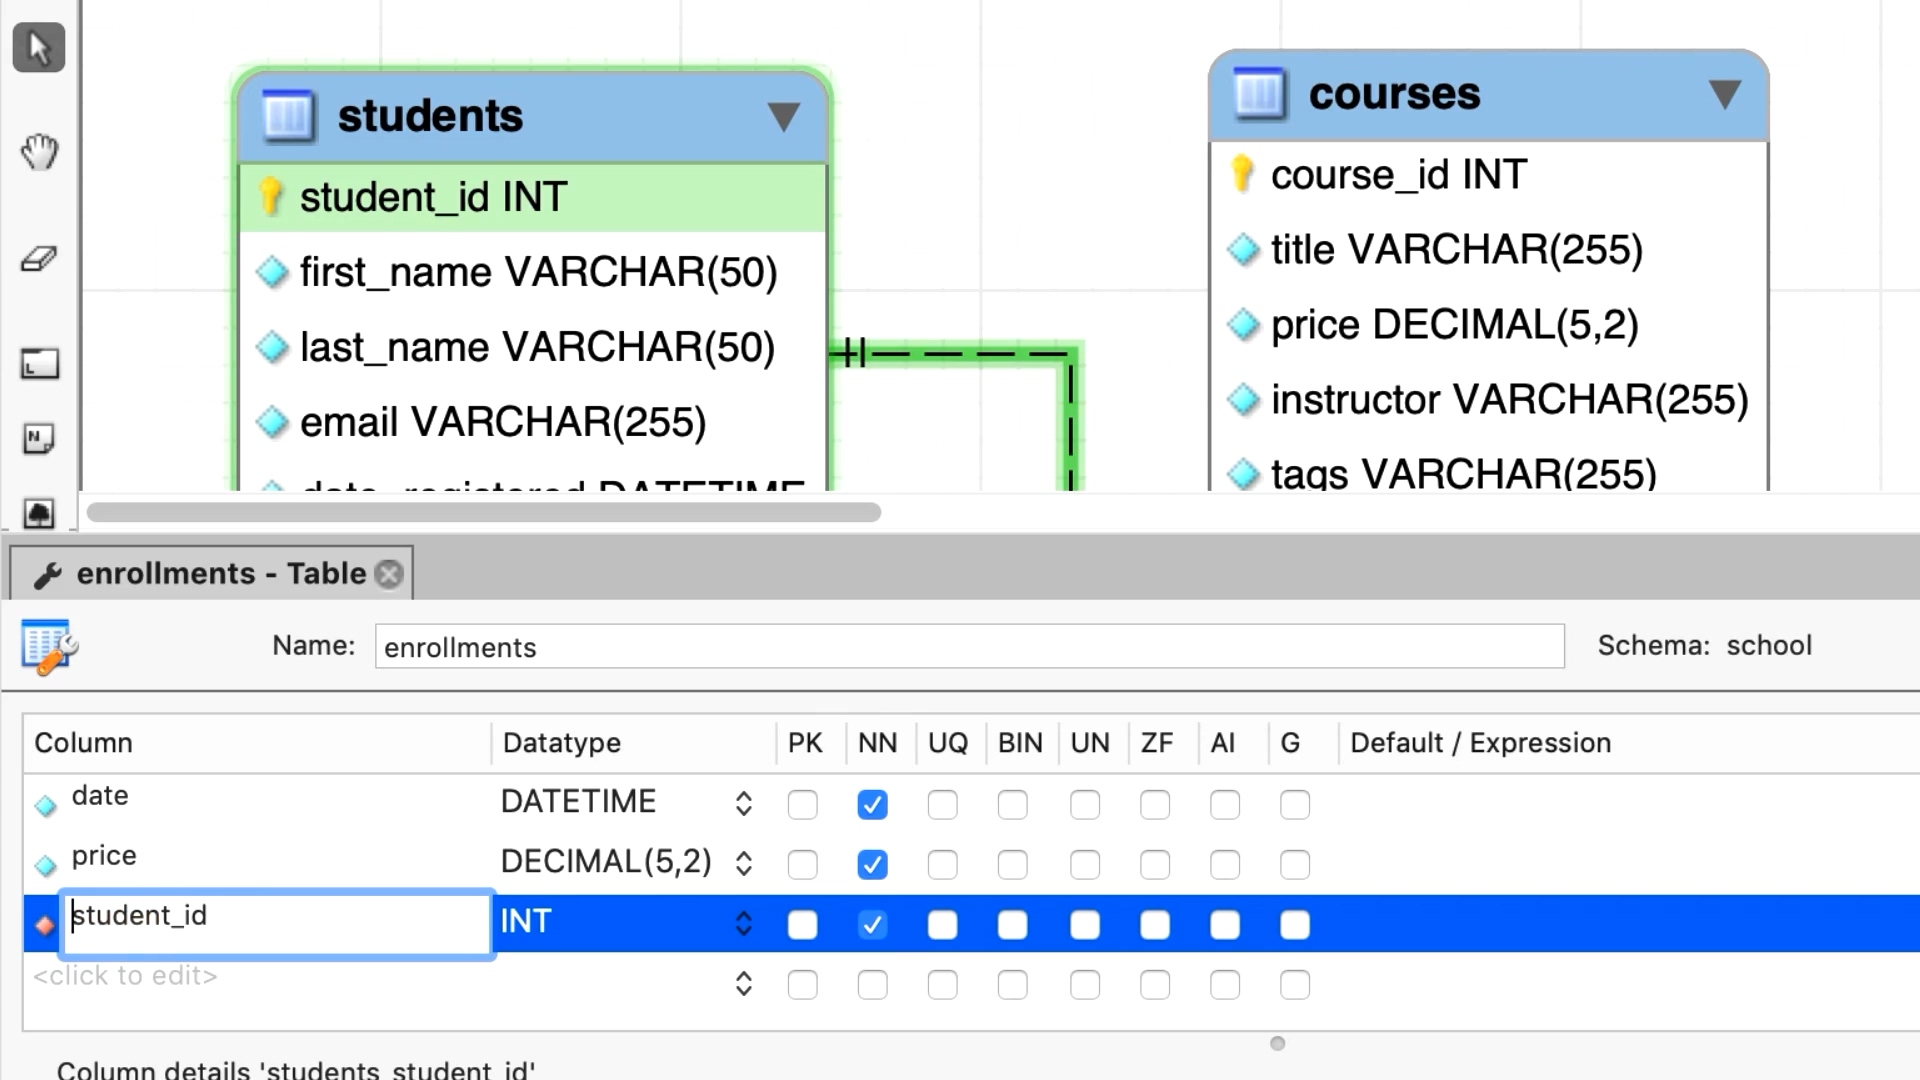 students
student_id INT
first_name VARCHAR(50)
last_name VARCHAR(50)
email VARCHAR(255)
date_registered DATETIME
courses
course_id INT
title VARCHAR(255)
price DECIMAL(5,2)
instructor VARCHAR(255)
tags VARCHAR(255)
enrollments - Table
Name: enrollments Schema: school
Column Datatype PK NN UQ BIN UN ZF AI G Default / Expression
date DATETIME
price DECIMAL(5,2)
student_id INT
<click to edit>
Column details 'students_student_id'